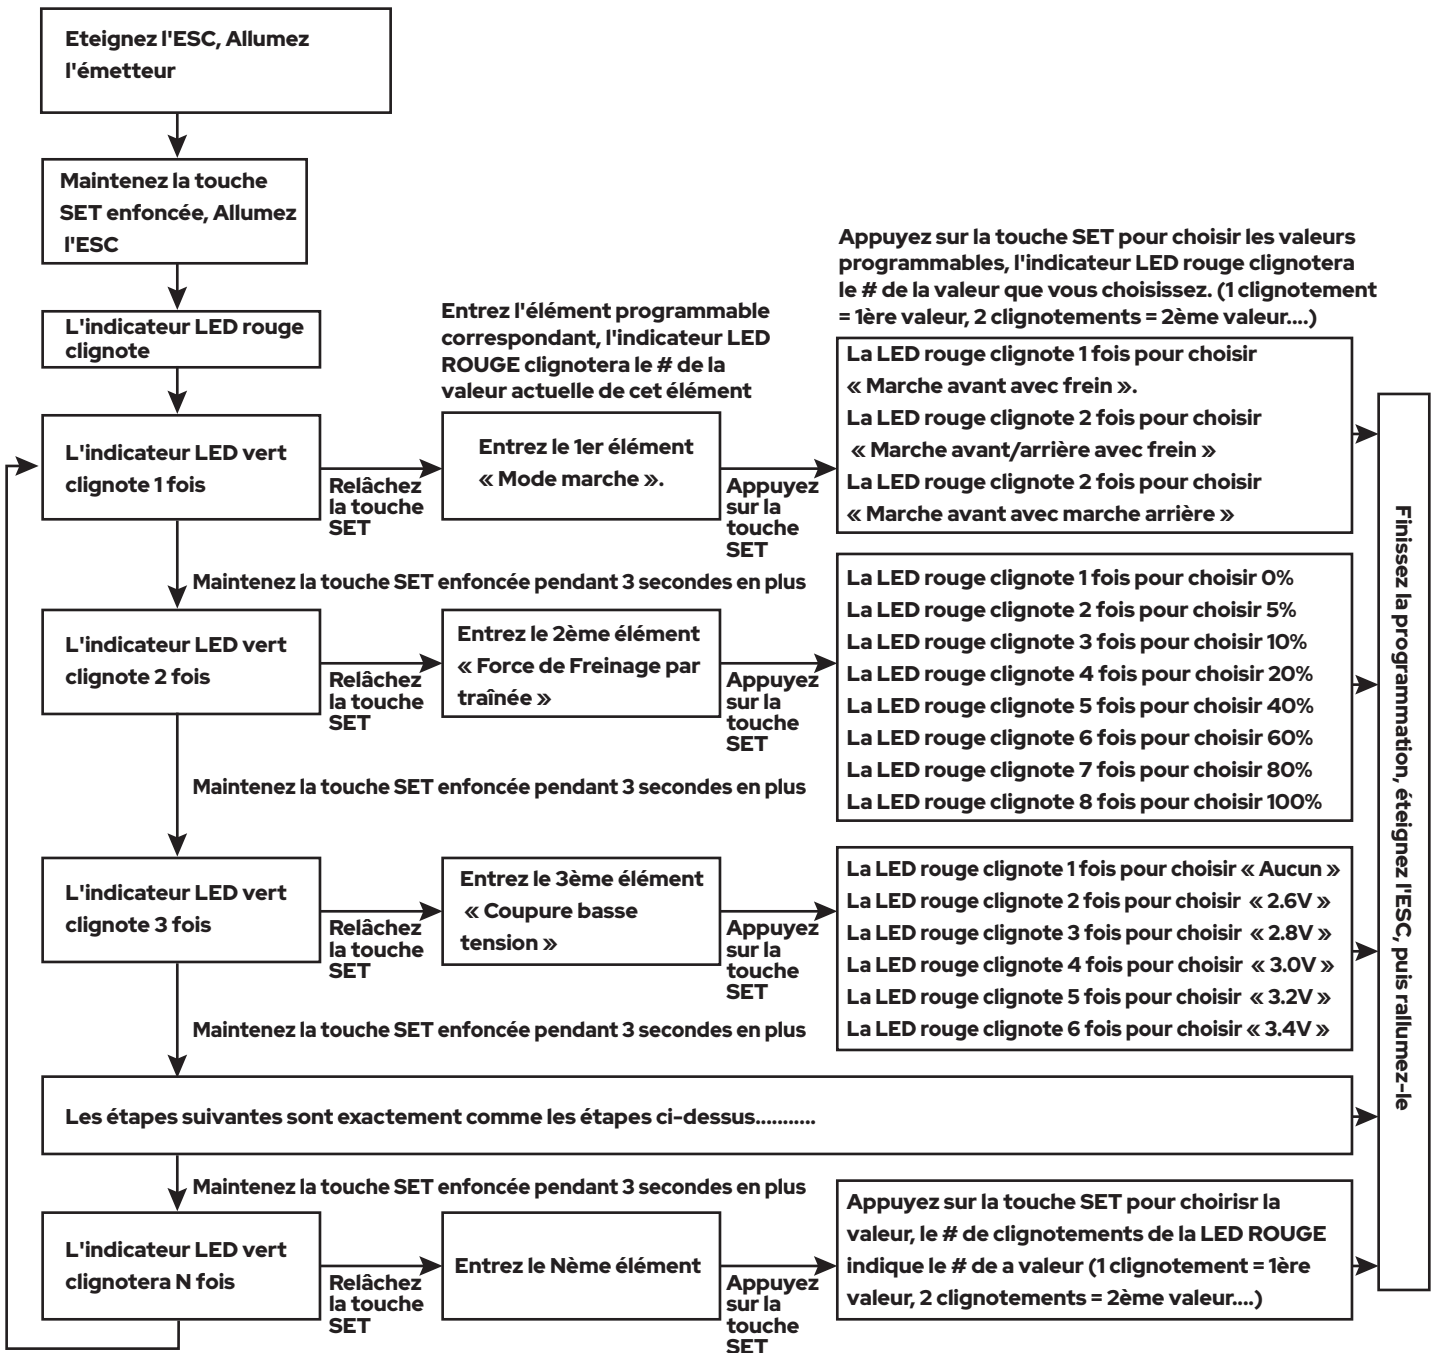 Eteignez l'ESC, Allumez
l'émetteur
Maintenez la touche
SET enfoncée, Allumez
l'ESC
L'indicateur LED rouge
clignote
Entrez l'élément programmable
correspondant, l'indicateur LED
ROUGE clignotera le # de la
valeur actuelle de cet élément
Appuyez sur la touche SET pour choisir les valeurs
programmables, l'indicateur LED rouge clignotera
le # de la valeur que vous choisissez. (1 clignotement
= 1ère valeur, 2 clignotements = 2ème valeur....)
L'indicateur LED vert
clignote 1 fois
Relâchez
la touche
SET
Entrez le 1er élément
« Mode marche ».
Appuyez
sur la
touche
SET
La LED rouge clignote 1 fois pour choisir
« Marche avant avec frein ».
La LED rouge clignote 2 fois pour choisir
« Marche avant/arrière avec frein »
La LED rouge clignote 2 fois pour choisir
« Marche avant avec marche arrière »
Maintenez la touche SET enfoncée pendant 3 secondes en plus
L'indicateur LED vert
clignote 2 fois
Relâchez
la touche
SET
Entrez le 2ème élément
« Force de Freinage par
traînée »
Appuyez
sur la
touche
SET
La LED rouge clignote 1 fois pour choisir 0%
La LED rouge clignote 2 fois pour choisir 5%
La LED rouge clignote 3 fois pour choisir 10%
La LED rouge clignote 4 fois pour choisir 20%
La LED rouge clignote 5 fois pour choisir 40%
La LED rouge clignote 6 fois pour choisir 60%
La LED rouge clignote 7 fois pour choisir 80%
La LED rouge clignote 8 fois pour choisir 100%
Maintenez la touche SET enfoncée pendant 3 secondes en plus
L'indicateur LED vert
clignote 3 fois
Relâchez
la touche
SET
Entrez le 3ème élément
« Coupure basse
tension »
Appuyez
sur la
touche
SET
La LED rouge clignote 1 fois pour choisir « Aucun »
La LED rouge clignote 2 fois pour choisir « 2.6V »
La LED rouge clignote 3 fois pour choisir « 2.8V »
La LED rouge clignote 4 fois pour choisir « 3.0V »
La LED rouge clignote 5 fois pour choisir « 3.2V »
La LED rouge clignote 6 fois pour choisir « 3.4V »
Maintenez la touche SET enfoncée pendant 3 secondes en plus
Les étapes suivantes sont exactement comme les étapes ci-dessus...........
Maintenez la touche SET enfoncée pendant 3 secondes en plus
L'indicateur LED vert
clignotera N fois
Relâchez
la touche
SET
Entrez le Nème élément
Appuyez
sur la
touche
SET
Appuyez sur la touche SET pour choirisr la
valeur, le # de clignotements de la LED ROUGE
indique le # de a valeur (1 clignotement = 1ère
valeur, 2 clignotements = 2ème valeur....)
Finissez la programmation, éteignez l'ESC, puis rallumez-le